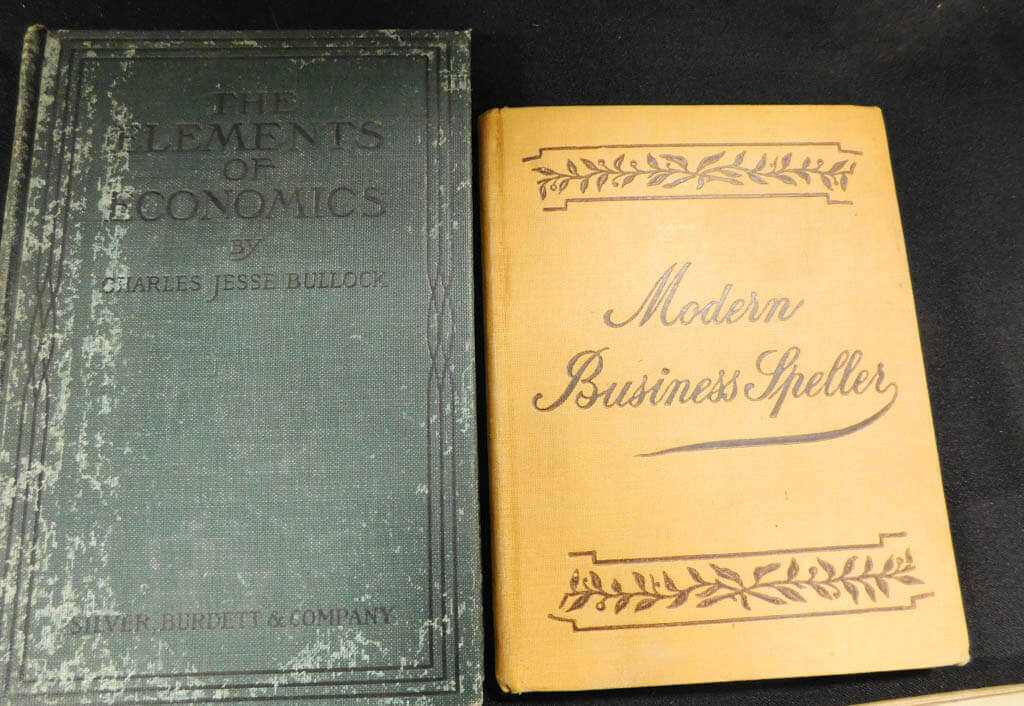 THE
ELEMENTS
OF
ECONOMICS
BY
CHARLES JESSE BULLOCK
SILVER, BURDETT & COMPANY
Modern
Business Speller